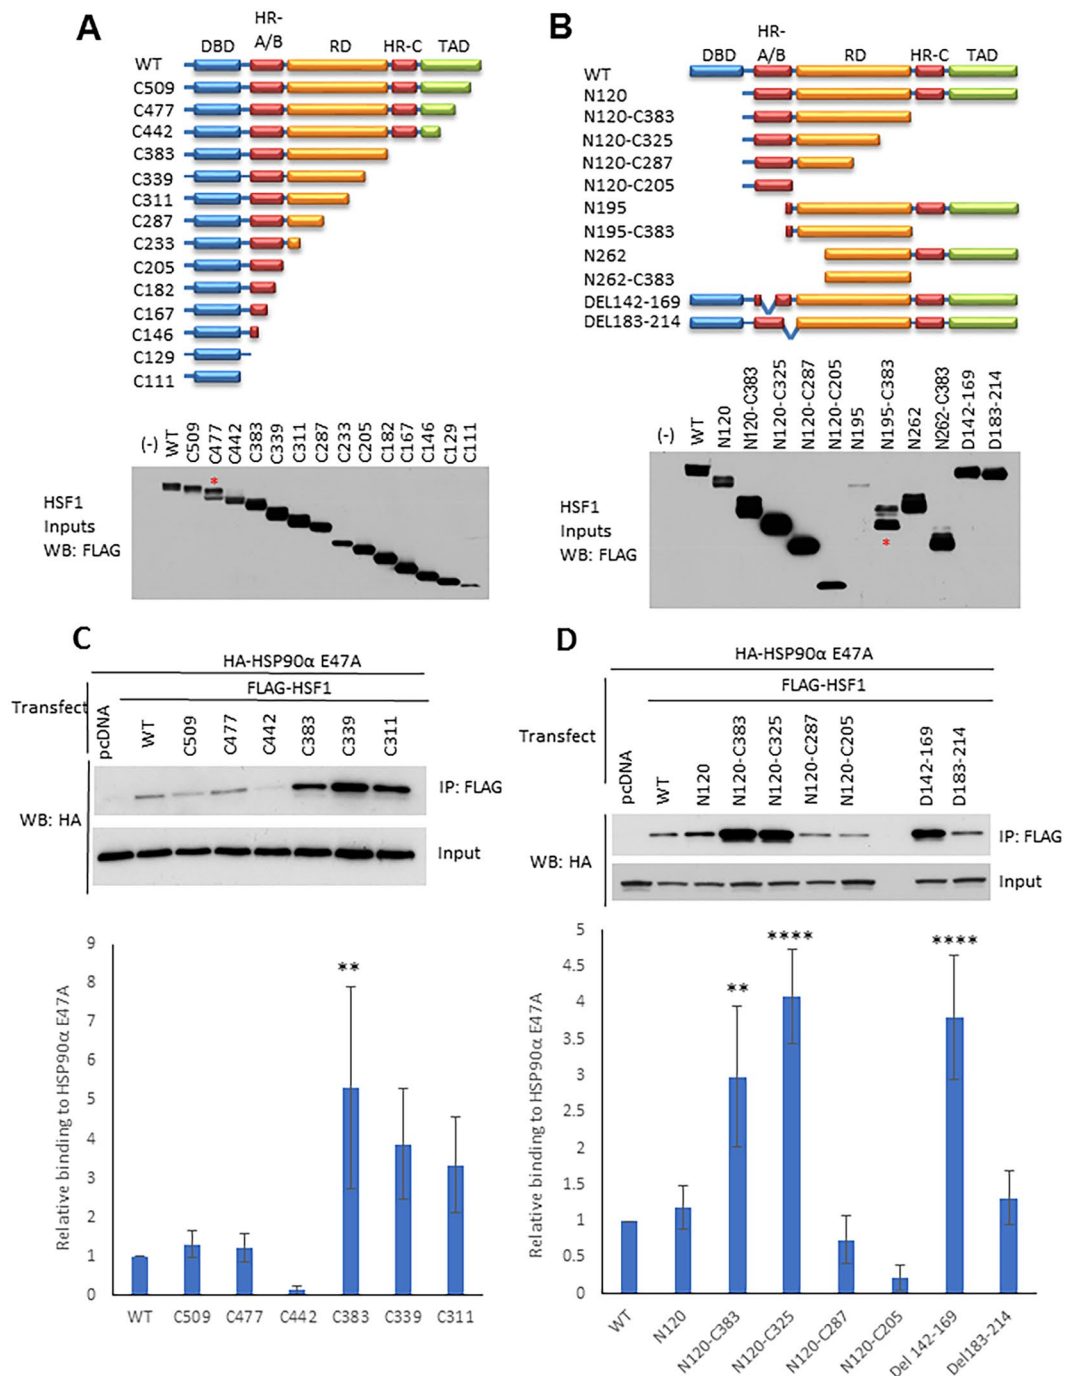 A
DBD
HR-
A/B
RD
HR-C
TAD
WT
C509
C477
C442
C383
C339
C311
C287
C233
C205
C182
C167
C146
C129
C111
(-)
WT
C509
C477
C442
C383
C339
C311
C287
C233
C205
C182
C167
C146
C129
C111
*
HSF1
Inputs
WB: FLAG
B
DBD
HR-
A/B
RD
HR-C
TAD
WT
N120
N120-C383
N120-C325
N120-C287
N120-C205
N195
N195-C383
N262
N262-C383
DEL142-169
DEL183-214
(-)
WT
N120
N120-C383
N120-C325
N120-C287
N120-C205
N195
N195-C383
N262
N262-C383
D142-169
D183-214
HSF1
Inputs
WB: FLAG
*
C
HA-HSP90α E47A
FLAG-HSF1
Transfect
pcDNA
WT
C509
C477
C442
C383
C339
C311
WB: HA
IP: FLAG
Input
Relative binding to HSP90α E47A
9
8
7
6
5
4
3
2
1
0
**
WT C509 C477 C442 C383 C339 C311
D
HA-HSP90α E47A
FLAG-HSF1
Transfect
pcDNA
WT
N120
N120-C383
N120-C325
N120-C287
N120-C205
D142-169
D183-214
WB: HA
IP: FLAG
Input
Relative binding to HSP90α E47A
5
4.5
4
3.5
3
2.5
2
1.5
1
0.5
0
**
****
****
WT
N120
N120-C383
N120-C325
N120-C287
N120-C205
Del 142-169
Del183-214